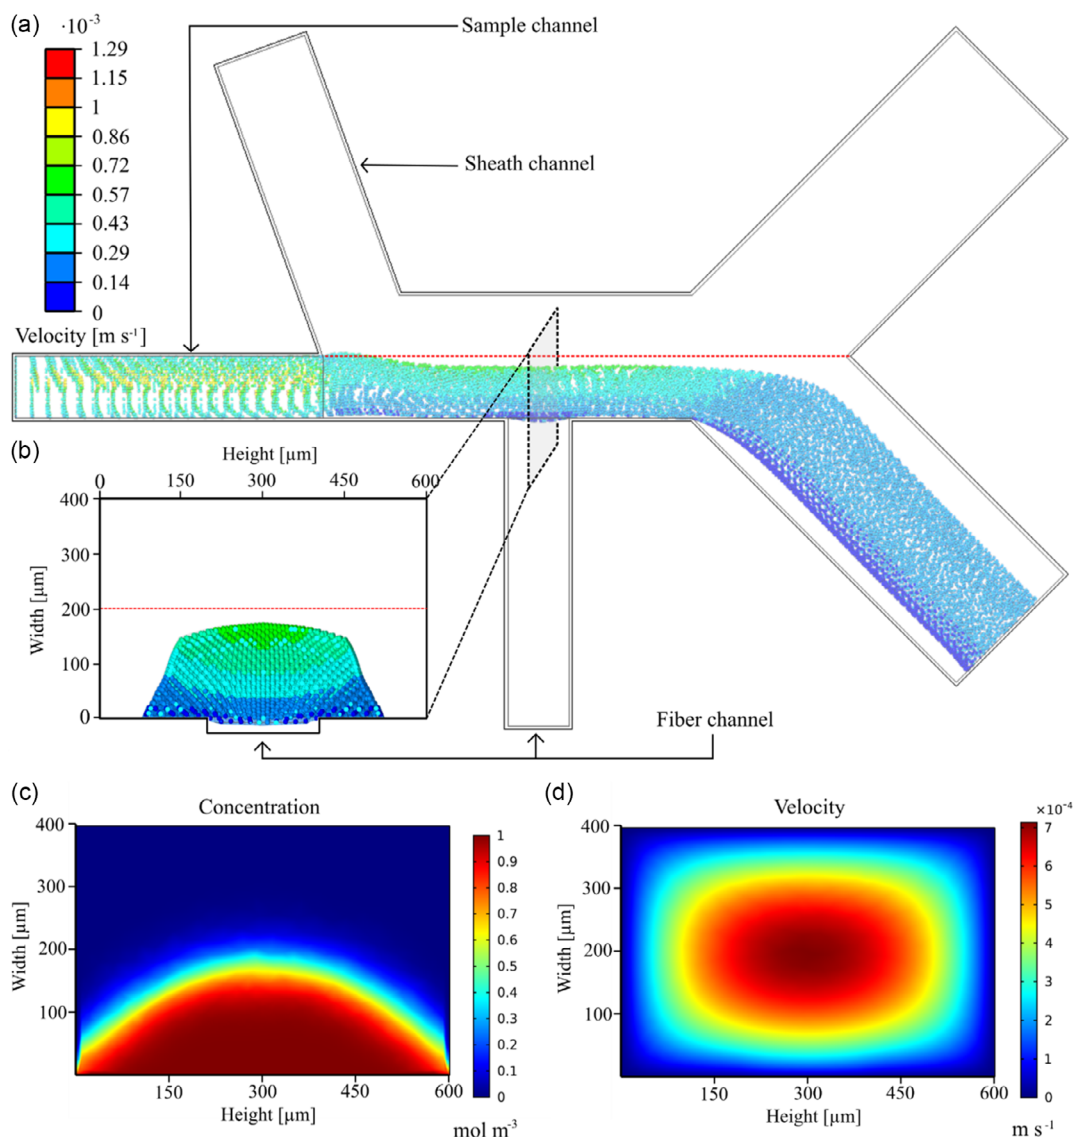 (a)
·10⁻³
1.29
1.15
1
0.86
0.72
0.57
0.43
0.29
0.14
0
Velocity [m s⁻¹]
Sample channel
Sheath channel
(b)
Height [µm]
0 150 300 450 600
400
300
200
100
0
Width [µm]
Fiber channel
(c)
Concentration
400
300
200
100
Width [µm]
150 300 450 600
Height [µm]
1
0.9
0.8
0.7
0.6
0.5
0.4
0.3
0.2
0.1
0
mol m⁻³
(d)
Velocity
400
300
200
100
Width [µm]
150 300 450 600
Height [µm]
×10⁻⁴
7
6
5
4
3
2
1
0
m s⁻¹